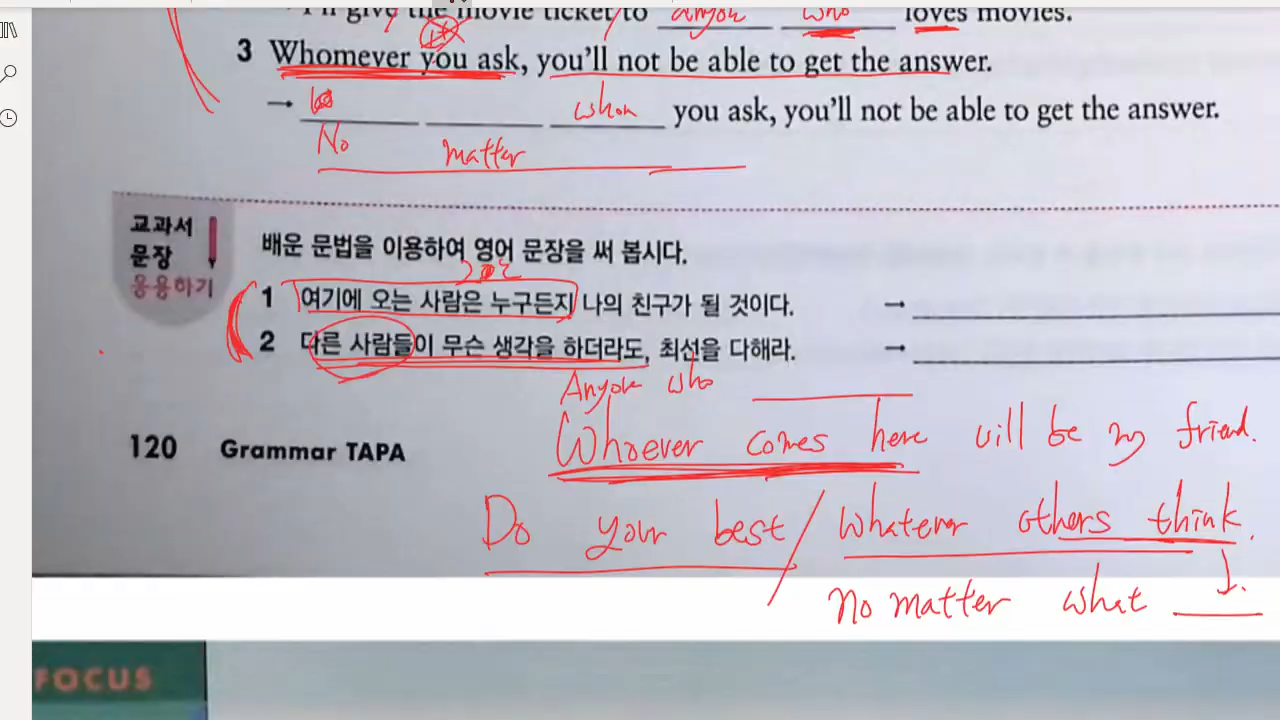 I'll give the movie ticket to anyone who loves movies.
3 Whomever you ask, you'll not be able to get the answer.
→ whom you ask, you'll not be able to get the answer.
No matter
교과서
문장
응용하기
배운 문법을 이용하여 영어 문장을 써 봅시다.
1 여기에 오는 사람은 누구든지 나의 친구가 될 것이다. →
2 다른 사람들이 무슨 생각을 하더라도, 최선을 다해라. →
Anyone who
Whoever comes here will be my friend.
120 Grammar TAPA
Do your best / whatever others think.
No matter what
FOCUS